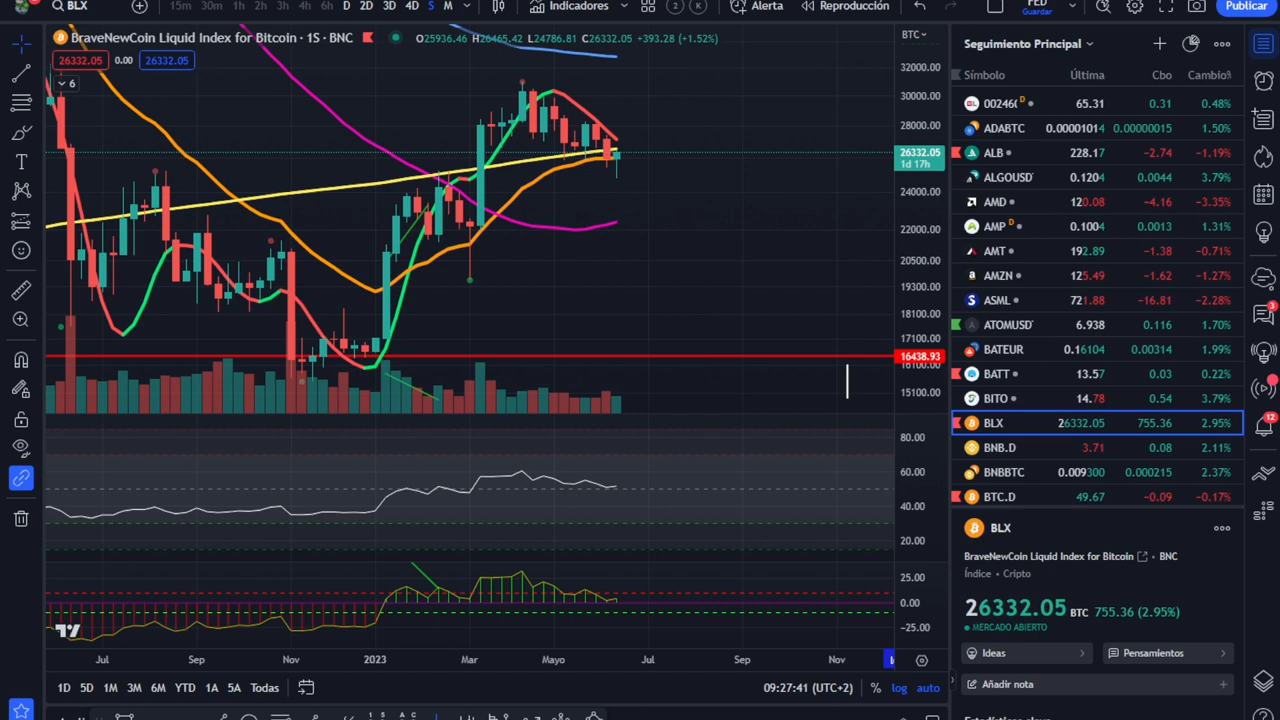 BLX
15m 30m 1h 2h 3h 4h 6h D 2D 3D 4D S M
Indicadores
Alerta
Reproducción
FED
Guardar
Publicar
BraveNewCoin Liquid Index for Bitcoin · 1S · BNC
O25936.46 H26465.42 L24786.81 C26332.05 +393.28 (+1.52%)
26332.05 0.00 26332.05
6
BTC
32000.00
30000.00
28000.00
26332.05
1d 17h
24000.00
22000.00
20500.00
19300.00
18100.00
17100.00
16438.93
16100.00
15100.00
80.00
60.00
40.00
20.00
25.00
0.00
−25.00
Jul Sep Nov 2023 Mar Mayo Jul Sep Nov
1D 5D 1M 3M 6M YTD 1A 5A Todas
09:27:41 (UTC+2)
% log auto
Seguimiento Principal
Símbolo Última Cbo Cambio%
00246( D 65.31 0.31 0.48%
ADABTC 0.00001014 0.00000015 1.50%
ALB 228.17 −2.74 −1.19%
ALGOUSD 0.1204 0.0044 3.79%
AMD 120.08 −4.16 −3.35%
AMP D 0.1004 0.0013 1.31%
AMT 192.89 −1.38 −0.71%
AMZN 125.49 −1.62 −1.27%
ASML 721.88 −16.81 −2.28%
ATOMUSD 6.938 0.116 1.70%
BATEUR 0.16104 0.00314 1.99%
BATT 13.57 0.03 0.22%
BITO 14.78 0.54 3.79%
BLX 26332.05 755.36 2.95%
BNB.D 3.71 0.08 2.11%
BNBBTC 0.009300 0.000215 2.37%
BTC.D 49.67 −0.09 −0.17%
BLX
BraveNewCoin Liquid Index for Bitcoin • BNC
Índice • Cripto
26332.05 BTC 755.36 (2.95%)
MERCADO ABIERTO
Ideas
Pensamientos
Añadir nota
3
12